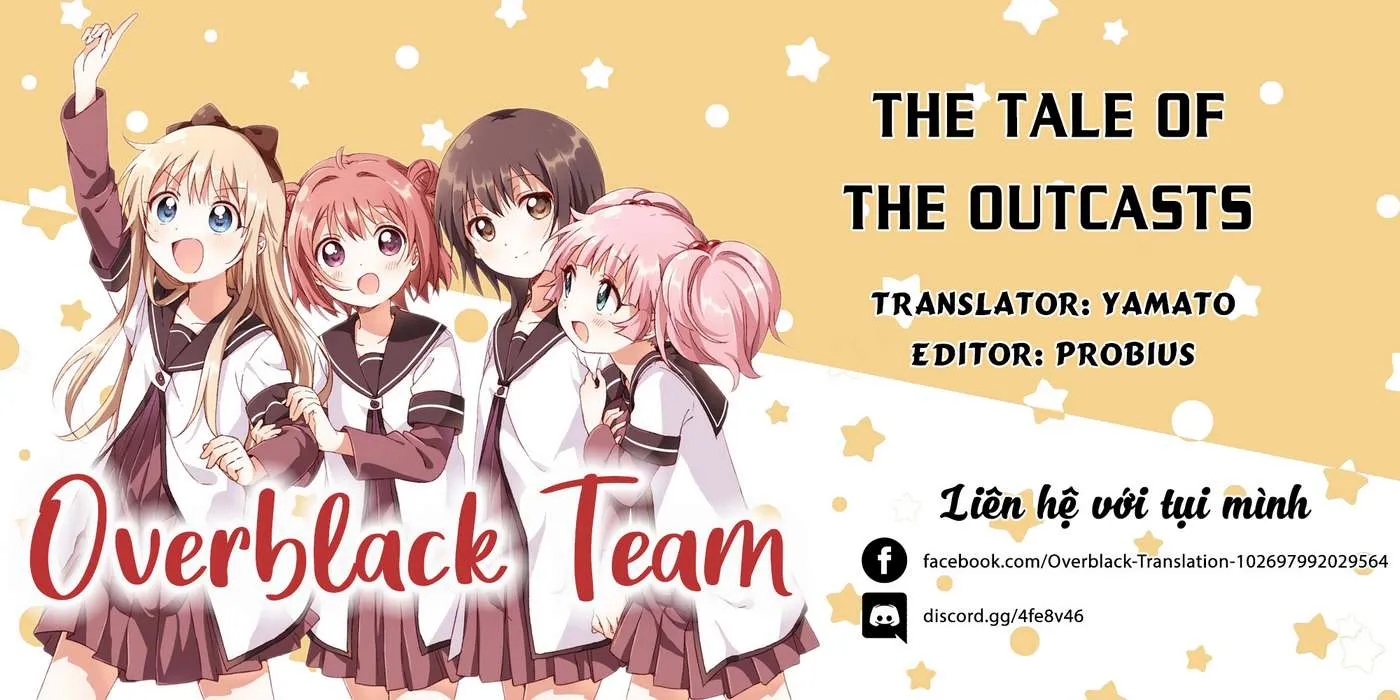 THE TALE OF
THE OUTCASTS
TRANSLATOR: YAMATO
EDITOR: PROBIUS
Overblack Team
Liên hệ với tụi mình
facebook.com/Overblack-Translation-102697992029564
discord.gg/4fe8v46